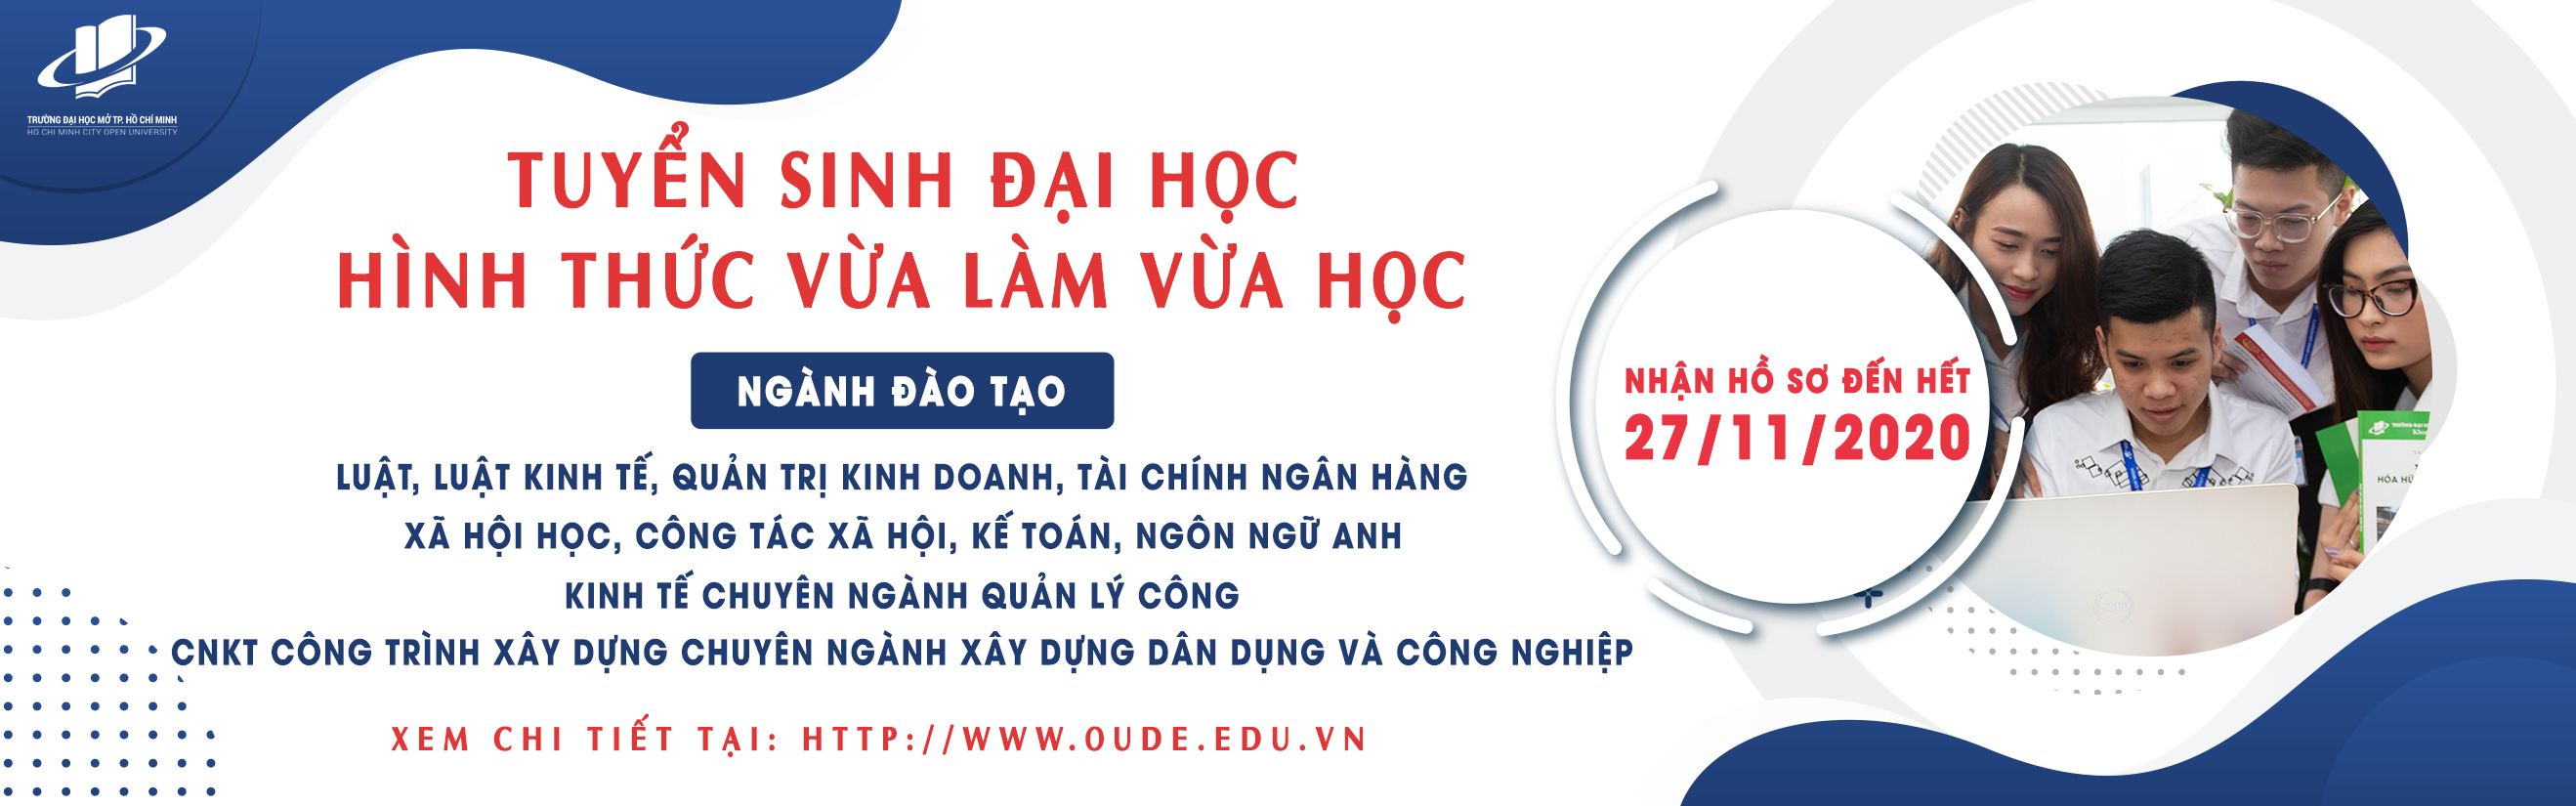 TRƯỜNG ĐẠI HỌC MỞ TP. HỒ CHÍ MINH
HO CHI MINH CITY OPEN UNIVERSITY
TUYỂN SINH ĐẠI HỌC
HÌNH THỨC VỪA LÀM VỪA HỌC
NGÀNH ĐÀO TẠO
LUẬT, LUẬT KINH TẾ, QUẢN TRỊ KINH DOANH, TÀI CHÍNH NGÂN HÀNG
XÃ HỘI HỌC, CÔNG TÁC XÃ HỘI, KẾ TOÁN, NGÔN NGỮ ANH
KINH TẾ CHUYÊN NGÀNH QUẢN LÝ CÔNG
CNKT CÔNG TRÌNH XÂY DỰNG CHUYÊN NGÀNH XÂY DỰNG DÂN DỤNG VÀ CÔNG NGHIỆP
XEM CHI TIẾT TẠI: HTTP://WWW.OUDE.EDU.VN
NHẬN HỒ SƠ ĐẾN HẾT
27/11/2020
HÓA